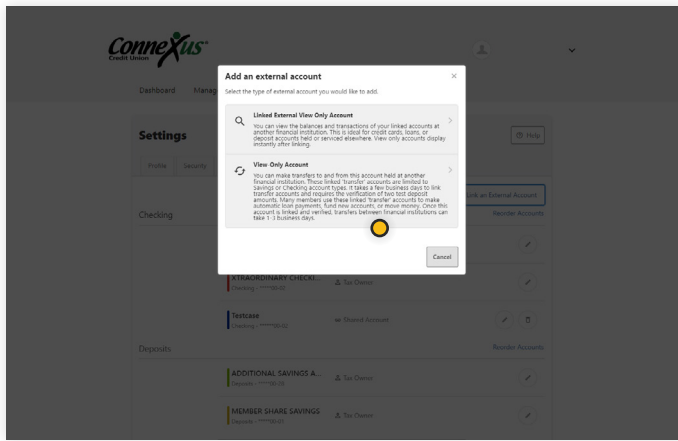 Connexus
Credit Union
Dashboard Manag
Add an external account ×
Select the type of external account you would like to add.
Linked External View Only Account
You can view the balances and transactions of your linked accounts at
another financial institution. This is ideal for credit cards, loans, or
deposit accounts held or serviced elsewhere. View only accounts display
instantly after linking.
View-Only Account
You can make transfers to and from this account held at another
financial institution. These linked 'transfer' accounts are limited to
Savings or Checking account types. It takes a few business days to link
transfer accounts and requires the verification of two test deposit
amounts. Many members use these linked 'transfer' accounts to make
automatic loan payments, fund new accounts, or move money. Once this
account is linked and verified, transfers between financial institutions can
take 1-3 business days.
Cancel
Settings
Help
Profile Security
Link an External Account
Checking
Reorder Accounts
XTRAORDINARY CHECKI...
Tax Owner
Testcase
Deposits
Reorder Accounts
ADDITIONAL SAVINGS A...
Tax Owner
MEMBER SHARE SAVINGS
Tax Owner